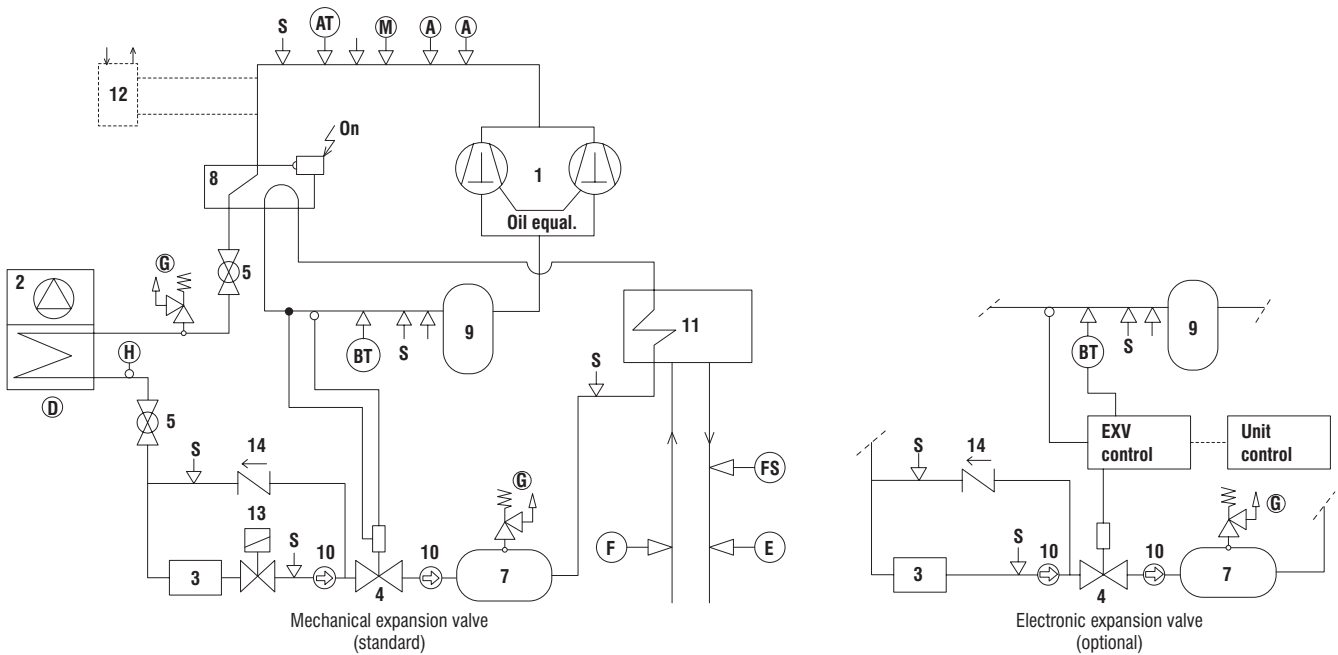 S AT M A A
12
On
8
1
Oil equal.
G
5
2
9
11
9
H
BT
S
BT
S
S
D
5
EXV
control
Unit
control
S
14
S
14
FS
G
G
13
S
10
10
F
E
S
10
10
3
7
3
7
4
4
Mechanical expansion valve
(standard)
Electronic expansion valve
(optional)